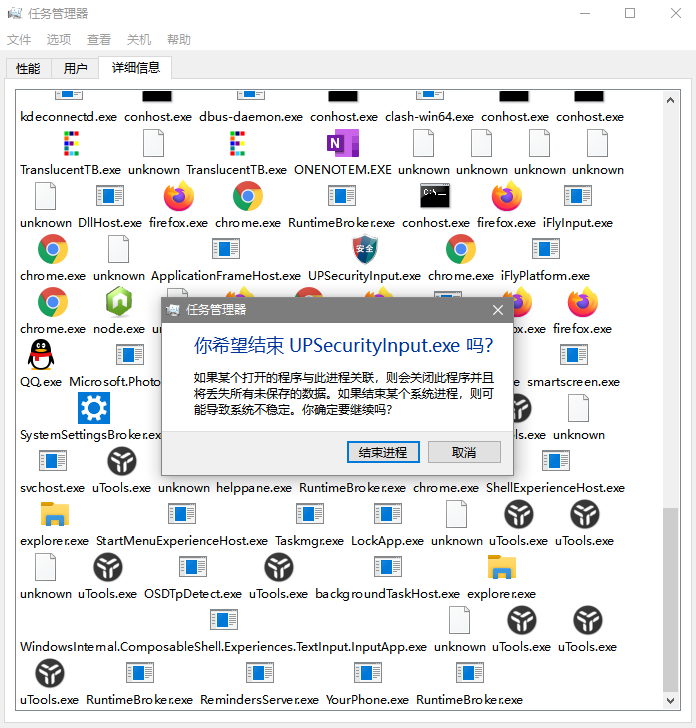 任务管理器
文件 选项 查看 关机 帮助
性能 用户 详细信息
kdeconnectd.exe conhost.exe dbus-daemon.exe conhost.exe clash-win64.exe conhost.exe conhost.exe
TranslucentTB.exe unknown TranslucentTB.exe ONENOTEM.EXE unknown unknown unknown unknown
安全
unknown DllHost.exe firefox.exe chrome.exe RuntimeBroker.exe conhost.exe firefox.exe iFlyInput.exe
chrome.exe unknown ApplicationFrameHost.exe UPSecurityInput.exe chrome.exe iFlyPlatform.exe
chrome.exe node.exe firefox.exe
任务管理器
你希望结束 UPSecurityInput.exe 吗?
如果某个打开的程序与此进程关联，则会关闭此程序并且
将丢失所有未保存的数据。如果结束某个系统进程，则可
能导致系统不稳定。你确定要继续吗?
结束进程 取消
QQ.exe Microsoft.Photo smartscreen.exe
SystemSettingsBroker.ex ls.exe unknown
svchost.exe uTools.exe unknown helppane.exe RuntimeBroker.exe chrome.exe ShellExperienceHost.exe
explorer.exe StartMenuExperienceHost.exe Taskmgr.exe LockApp.exe unknown uTools.exe uTools.exe
unknown uTools.exe OSDTpDetect.exe uTools.exe backgroundTaskHost.exe explorer.exe
WindowsInternal.ComposableShell.Experiences.TextInput.InputApp.exe unknown uTools.exe uTools.exe
uTools.exe RuntimeBroker.exe RemindersServer.exe YourPhone.exe RuntimeBroker.exe